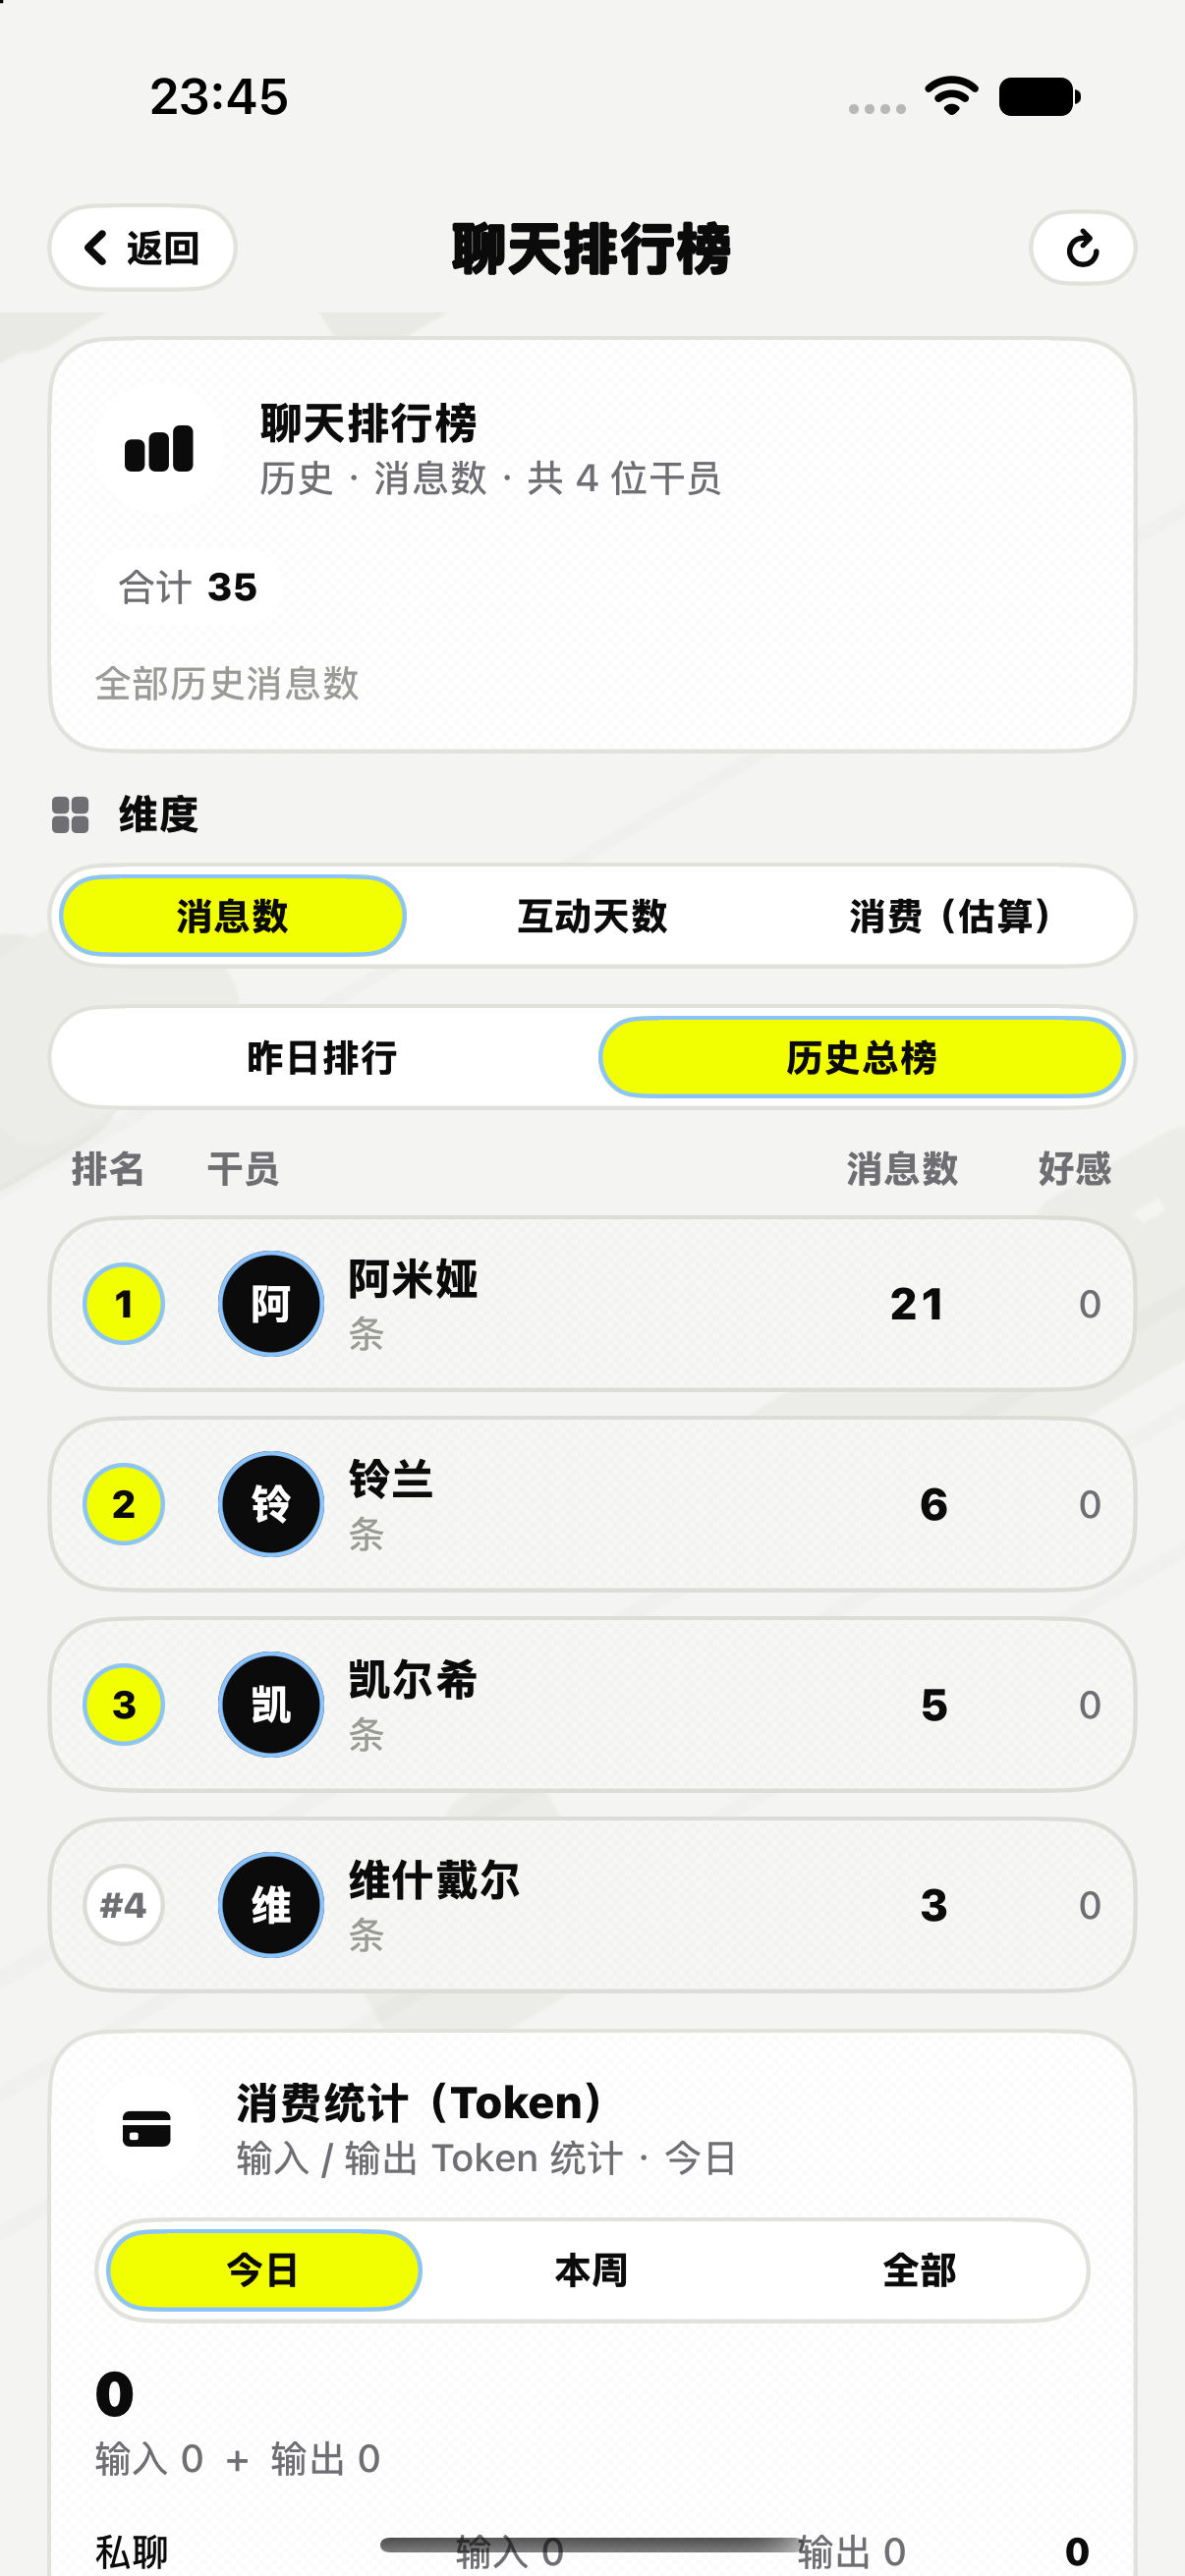 23:45
返回
聊天排行榜
聊天排行榜
历史 · 消息数 · 共 4 位干员
合计 35
全部历史消息数
维度
消息数 互动天数 消费（估算）
昨日排行 历史总榜
排名 干员 消息数 好感
1 阿 阿米娅 21 0
条
2 铃 铃兰 6 0
条
3 凯 凯尔希 5 0
条
#4 维 维什戴尔 3 0
条
消费统计（Token）
输入 / 输出 Token 统计 · 今日
今日 本周 全部
0
输入 0 + 输出 0
私聊 输入 0 输出 0 0